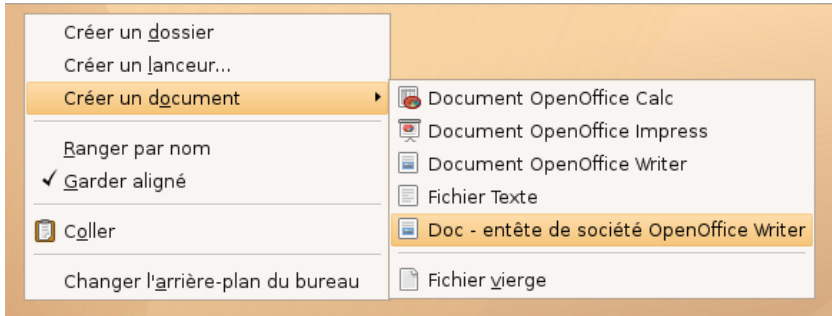 Créer un dossier
Créer un lanceur...
Créer un document
Ranger par nom
Garder aligné
Coller
Changer l'arrière-plan du bureau
Document OpenOffice Calc
Document OpenOffice Impress
Document OpenOffice Writer
Fichier Texte
Doc - entête de société OpenOffice Writer
Fichier vierge